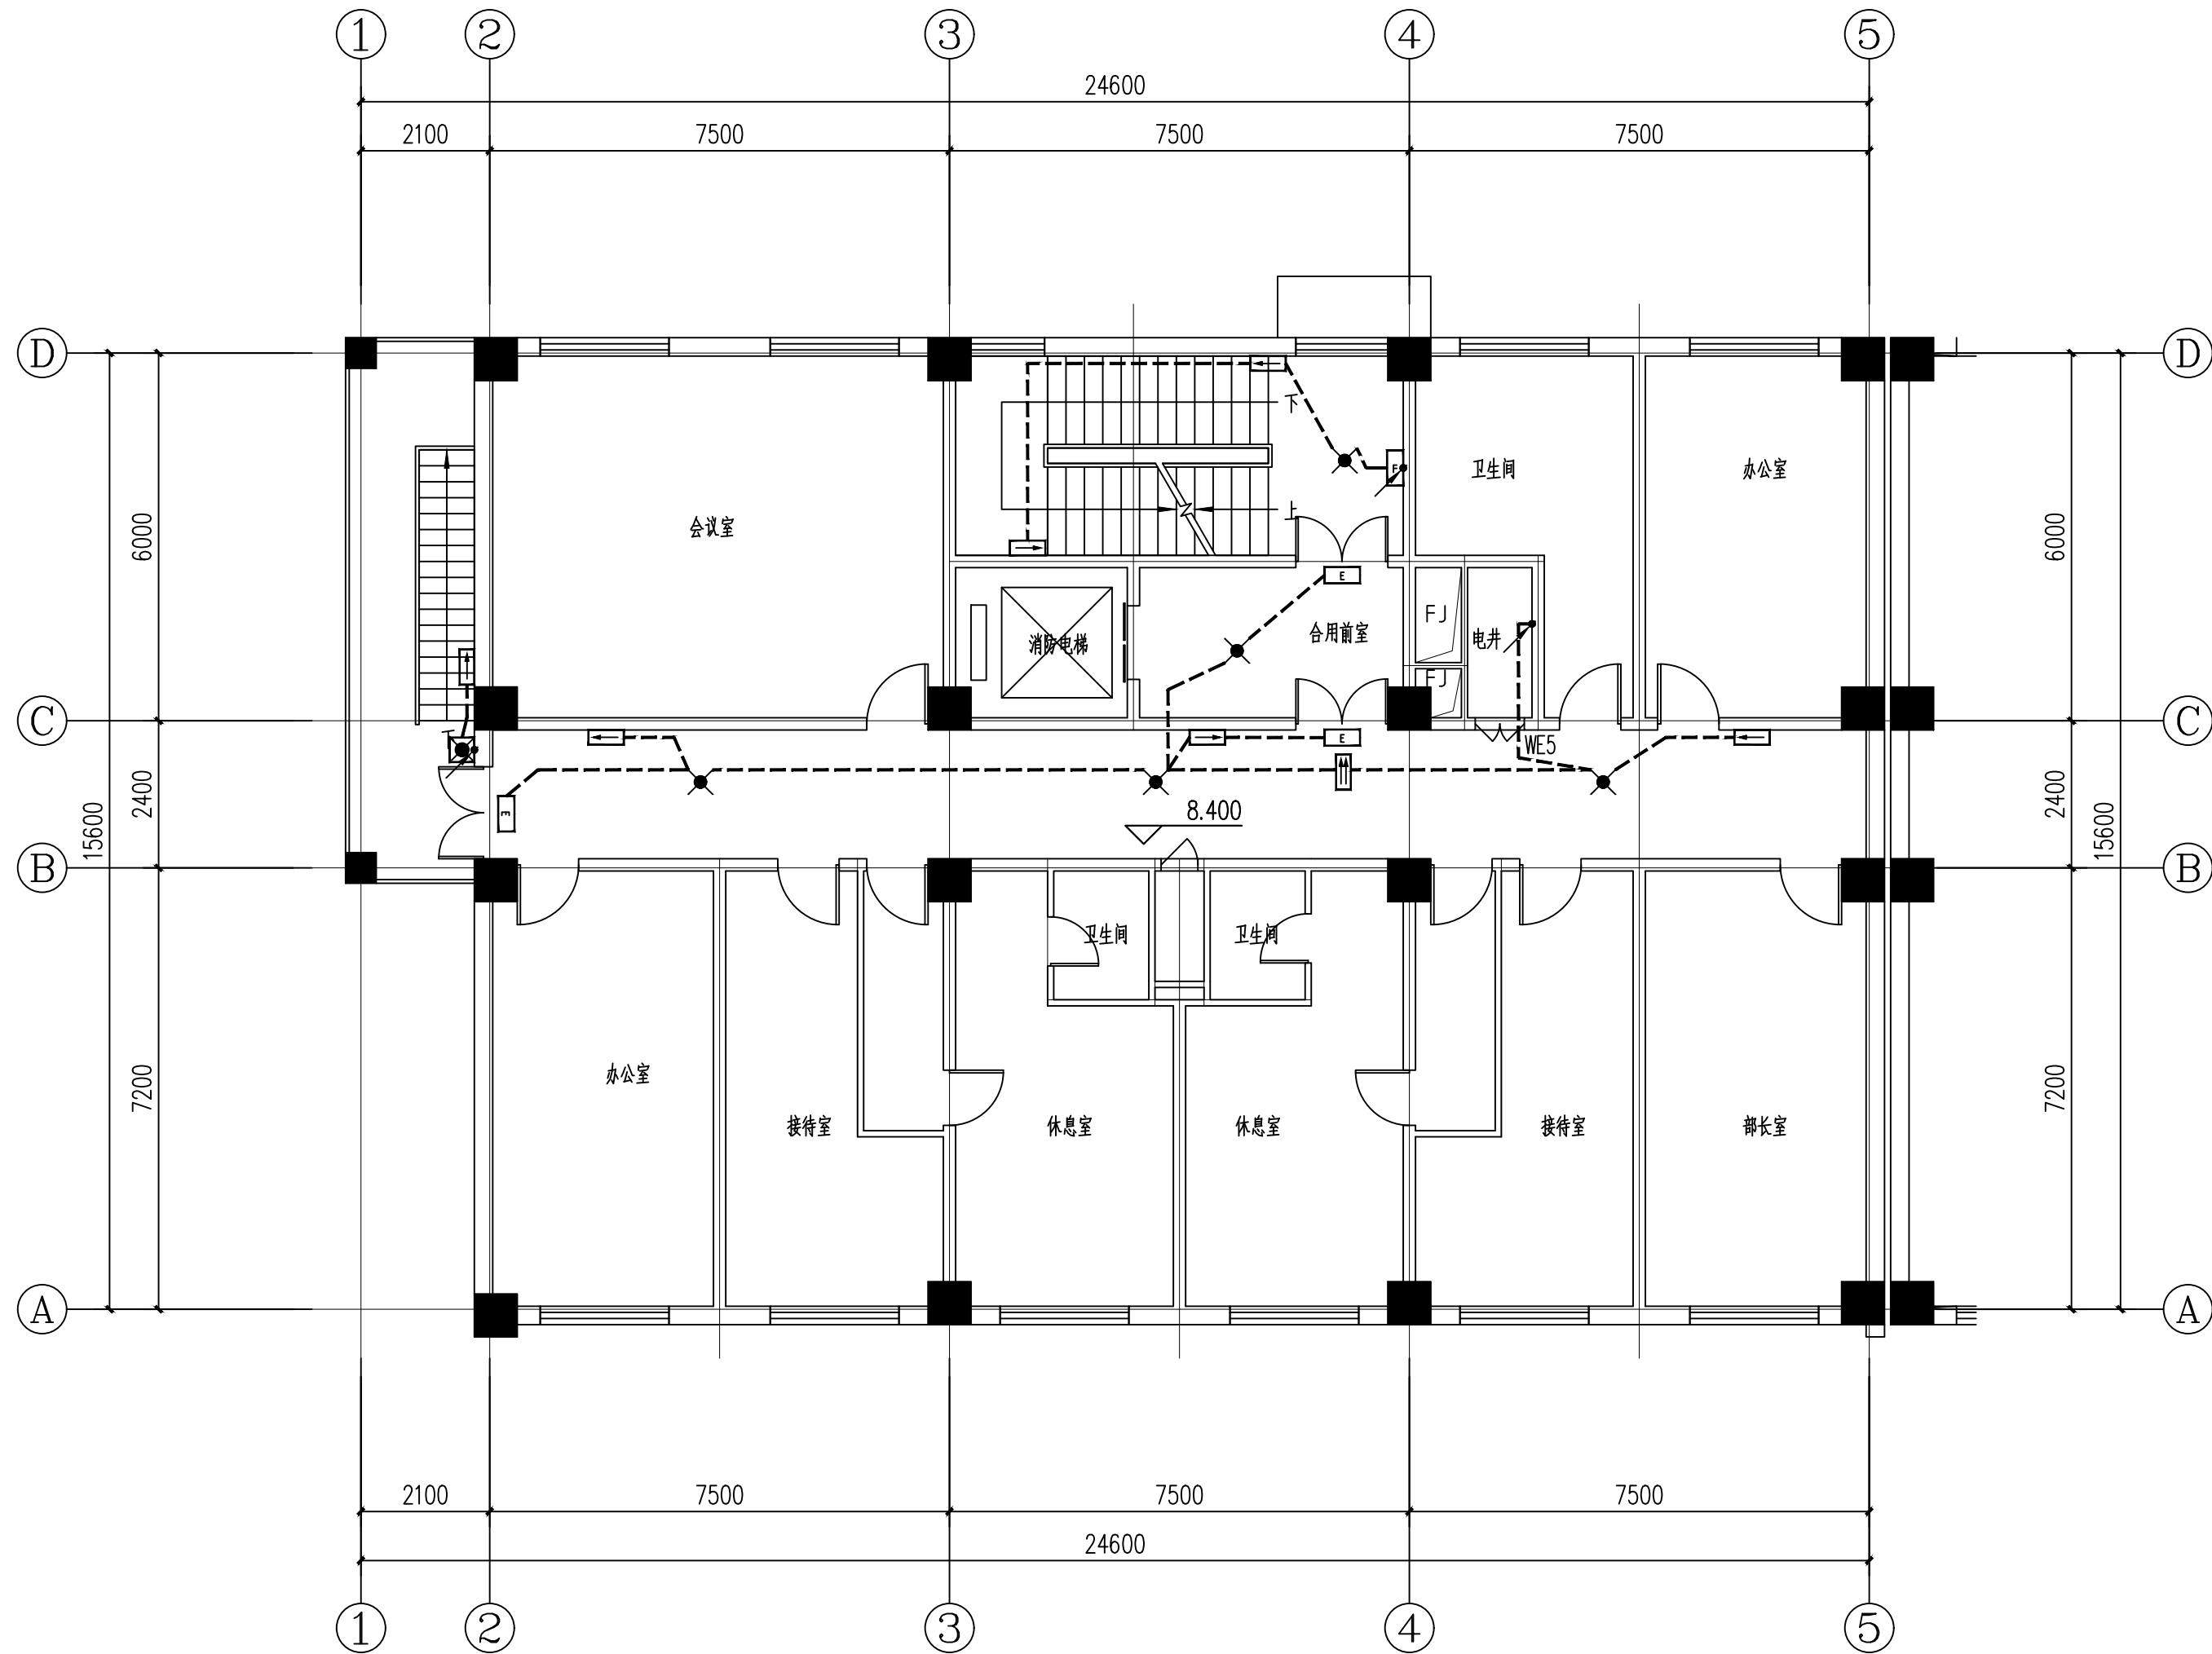 1 2 3 4 5
24600
2100 7500 7500 7500
D D
下
F
卫生间 办公室
上
会议室
6000 6000
E
FJ
消防电梯 合用前室 电井
FJ
C C
下
E
WE5
E
8.400
2400 2400
15600 15600
B B
卫生间 卫生间
办公室
7200 7200
接待室 休息室 休息室 接待室 部长室
A A
2100 7500 7500 7500
24600
1 2 3 4 5